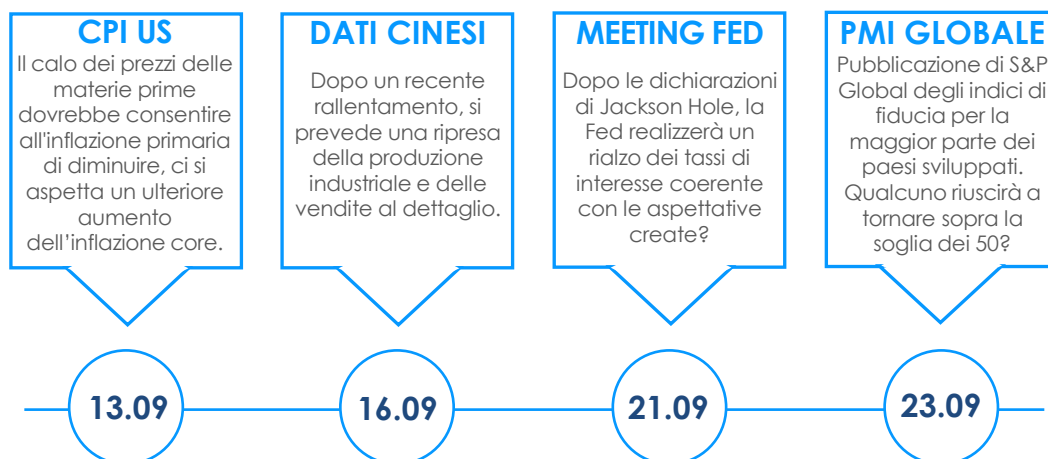 CPI US
Il calo dei prezzi delle
materie prime
dovrebbe consentire
all'inflazione primaria
di diminuire, ci si
aspetta un ulteriore
aumento
dell’inflazione core.
DATI CINESI
Dopo un recente
rallentamento, si
prevede una ripresa
della produzione
industriale e delle
vendite al dettaglio.
MEETING FED
Dopo le dichiarazioni
di Jackson Hole, la
Fed realizzerà un
rialzo dei tassi di
interesse coerente
con le aspettative
create?
PMI GLOBALE
Pubblicazione di S&P
Global degli indici di
fiducia per la
maggior parte dei
paesi sviluppati.
Qualcuno riuscirà a
tornare sopra la
soglia dei 50?
13.09
16.09
21.09
23.09